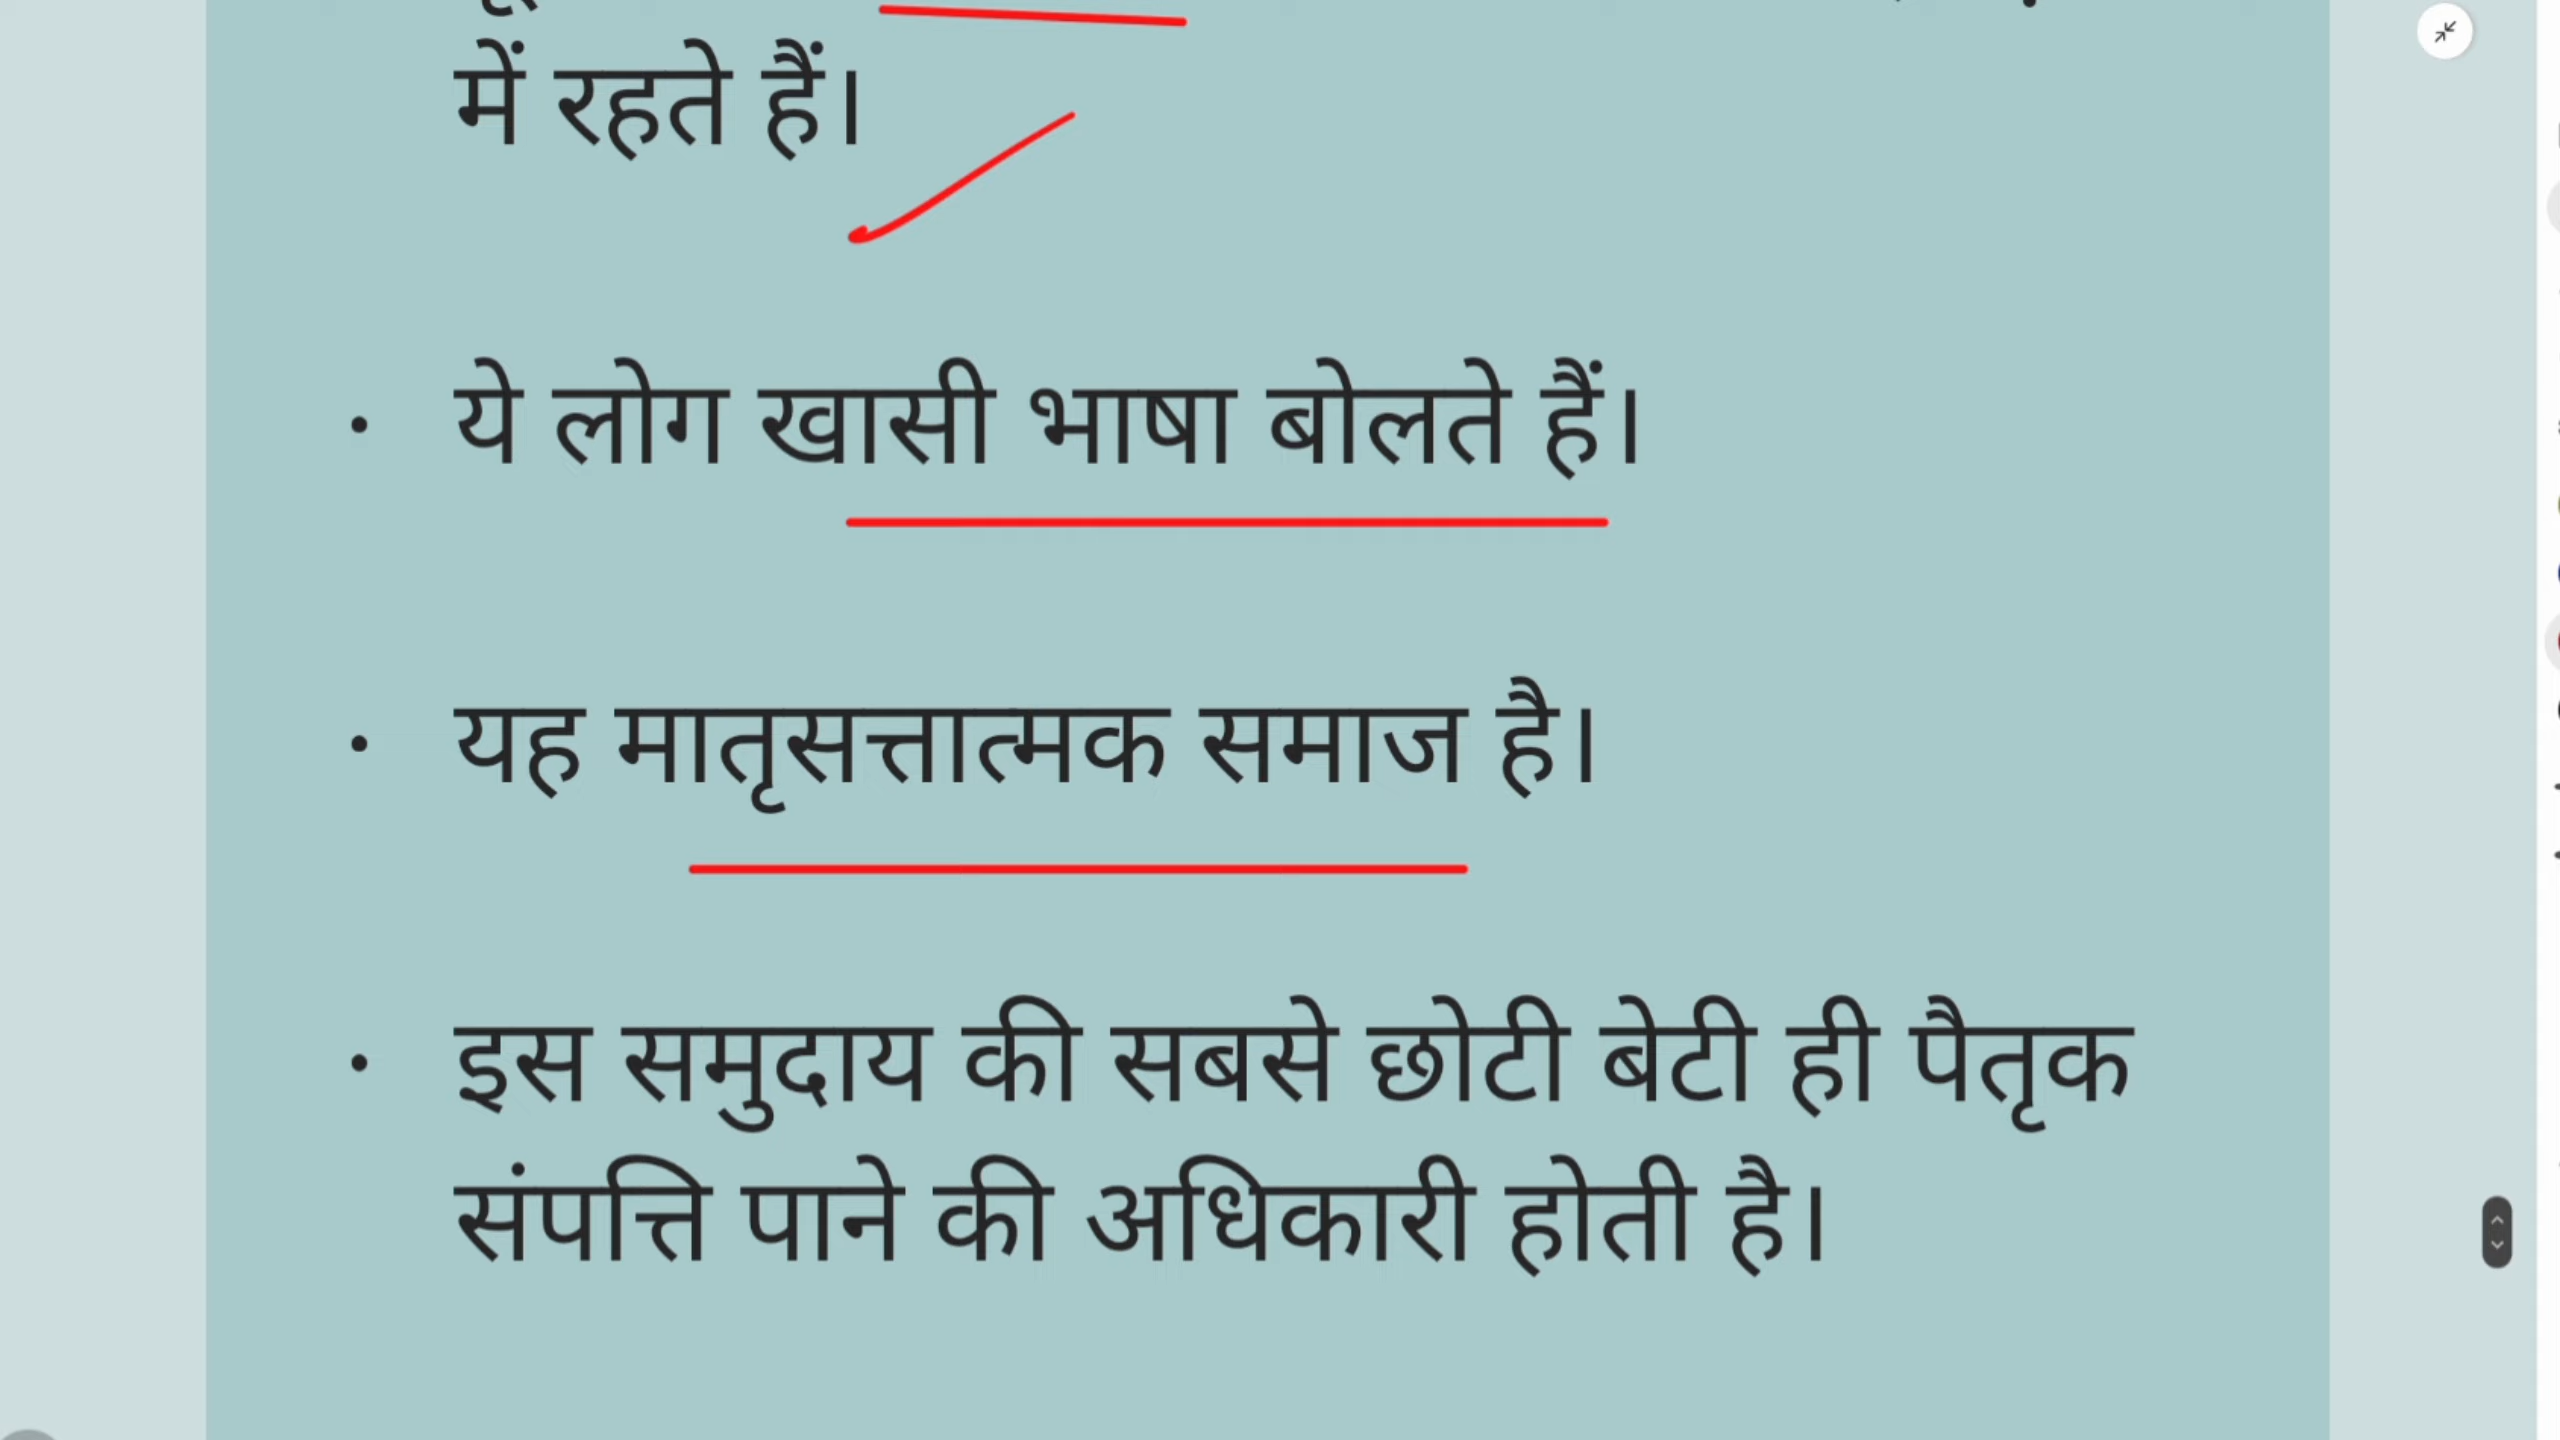 में रहते हैं।
• ये लोग खासी भाषा बोलते हैं।
• यह मातृसत्तात्मक समाज है।
• इस समुदाय की सबसे छोटी बेटी ही पैतृक
संपत्ति पाने की अधिकारी होती है।